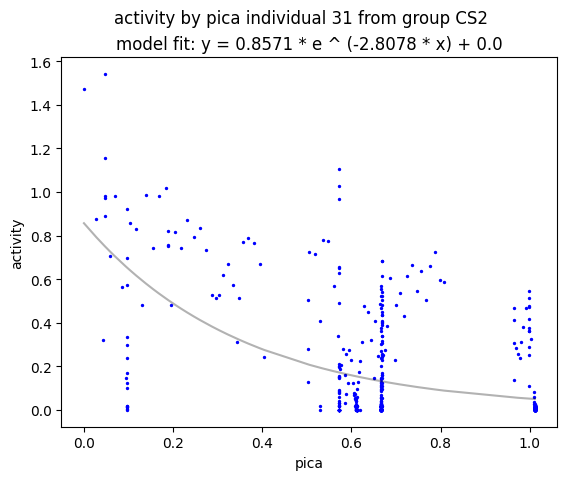 activity by pica individual 31 from group CS2
model fit: y = 0.8571 * e ^ (-2.8078 * x) + 0.0
1.6
1.4
1.2
1.0
0.8
0.6
0.4
0.2
0.0
activity
0.0 0.2 0.4 0.6 0.8 1.0
pica